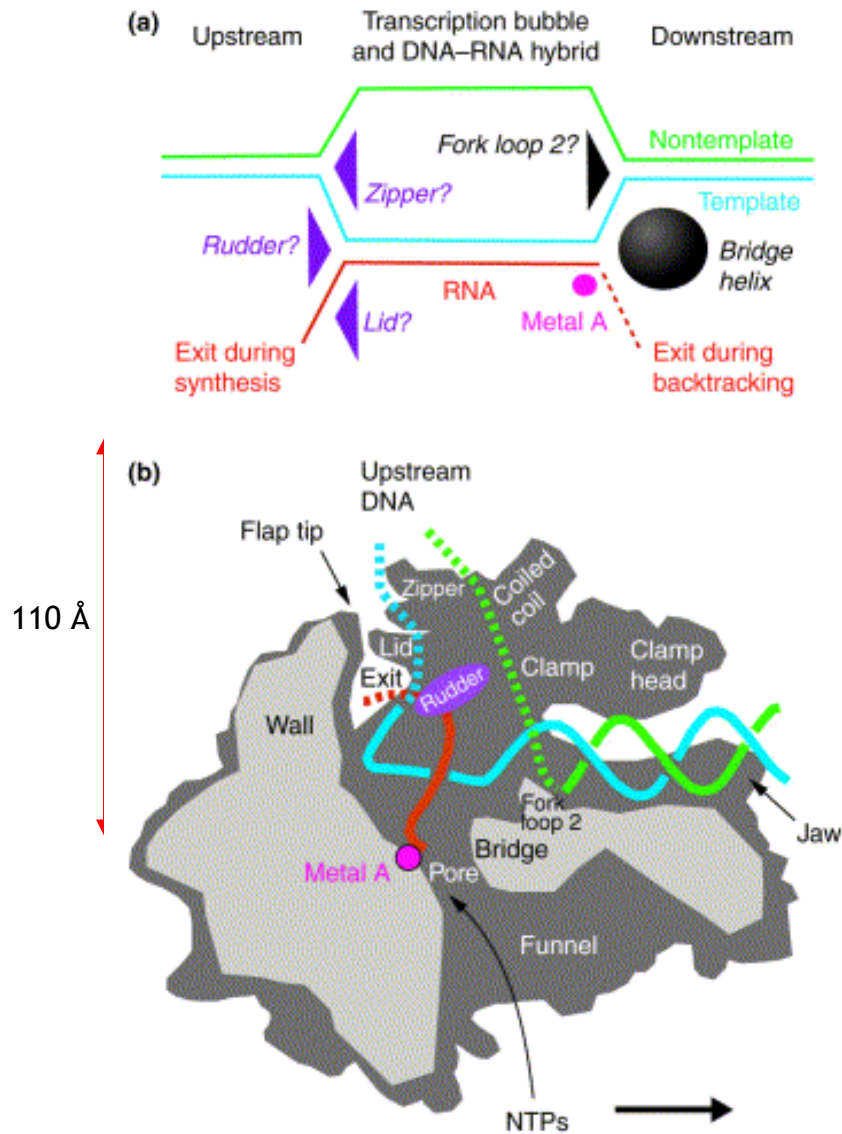 (a)
Upstream
Transcription bubble
and DNA–RNA hybrid
Downstream
Fork loop 2?
Nontemplate
Zipper?
Template
Rudder?
Bridge
helix
RNA
Lid?
Metal A
Exit during
synthesis
Exit during
backtracking
(b)
Upstream
DNA
Flap tip
Zipper
Coiled
coil
110 Å
Lid
Clamp
Clamp
head
Exit
Rudder
Wall
Fork
loop 2
Jaw
Bridge
Metal A
Pore
Funnel
NTPs